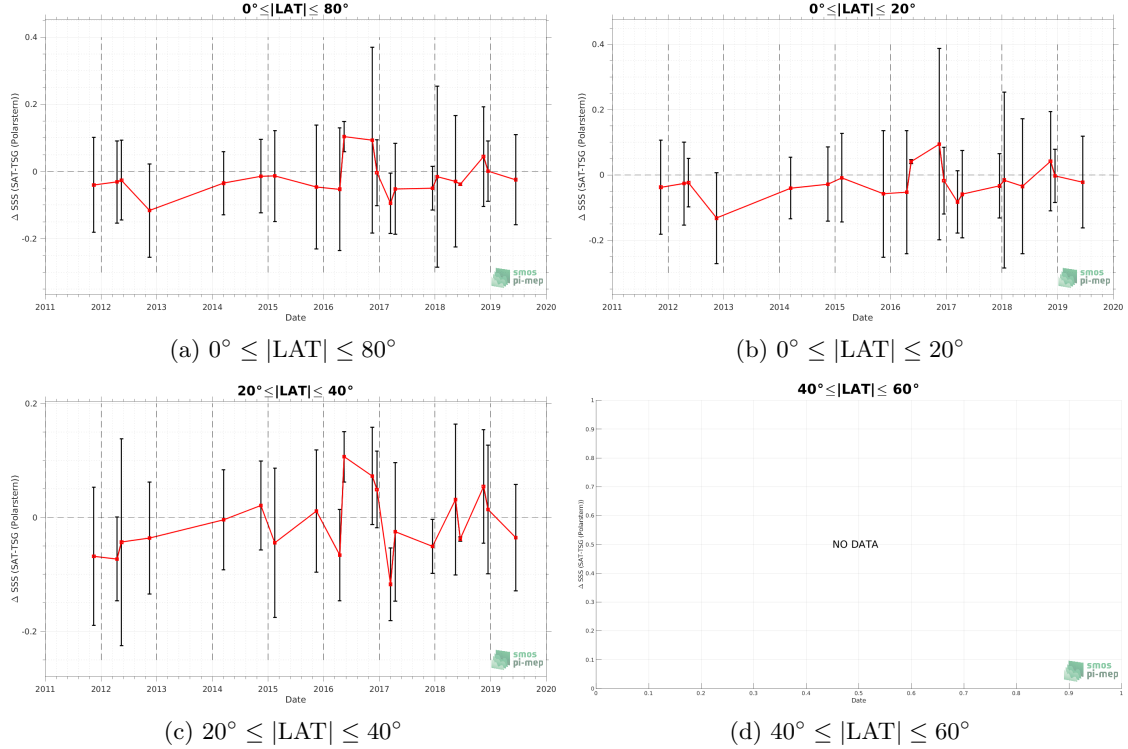 0°≤|LAT|≤ 80°
Δ SSS (SAT-TSG (Polarstern))
0.4
0.2
0
-0.2
2011 2012 2013 2014 2015 2016 2017 2018 2019 2020
Date
smos
pi-mep
(a) 0° ≤ |LAT| ≤ 80°
0°≤|LAT|≤ 20°
Δ SSS (SAT-TSG (Polarstern))
0.4
0.2
0
-0.2
2011 2012 2013 2014 2015 2016 2017 2018 2019 2020
Date
smos
pi-mep
(b) 0° ≤ |LAT| ≤ 20°
20°≤|LAT|≤ 40°
Δ SSS (SAT-TSG (Polarstern))
0.2
0
-0.2
2011 2012 2013 2014 2015 2016 2017 2018 2019 2020
Date
smos
pi-mep
(c) 20° ≤ |LAT| ≤ 40°
40°≤|LAT|≤ 60°
Δ SSS (SAT-TSG (Polarstern))
1
0.9
0.8
0.7
0.6
0.5
0.4
0.3
0.2
0.1
0
NO DATA
0 0.1 0.2 0.3 0.4 0.5 0.6 0.7 0.8 0.9 1
Date
smos
pi-mep
(d) 40° ≤ |LAT| ≤ 60°